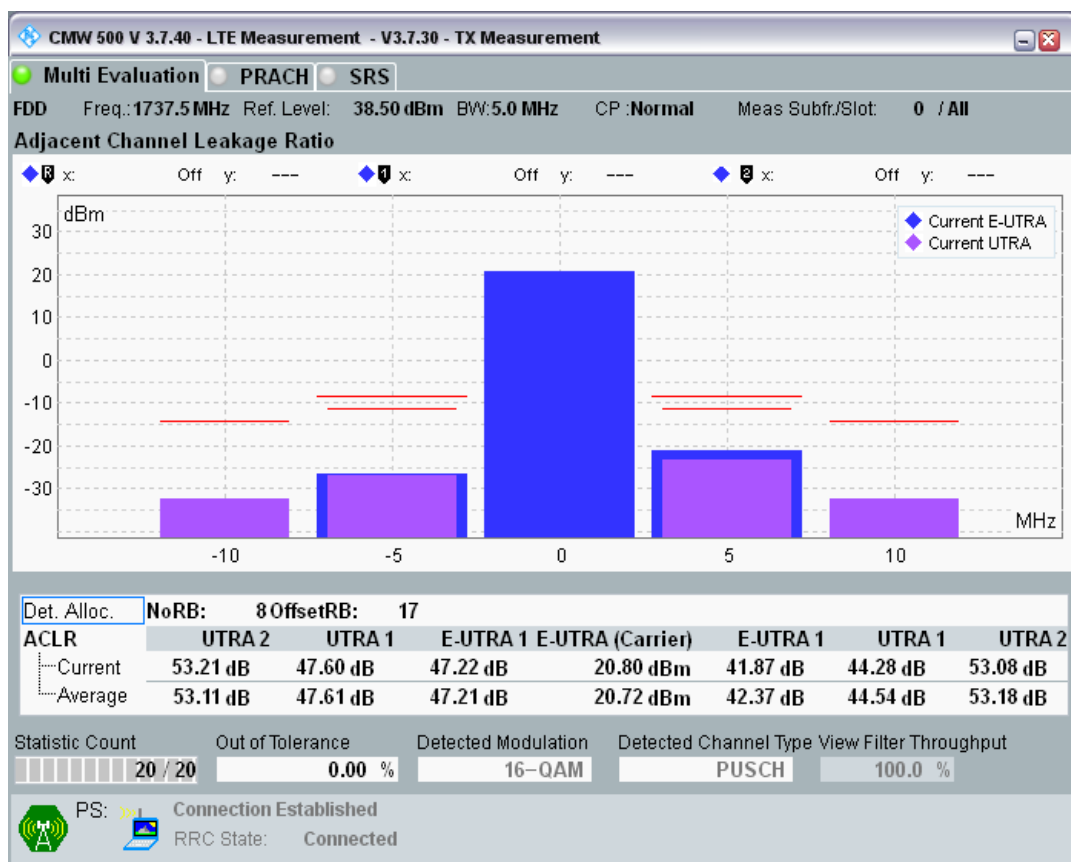 CMW 500 V 3.7.40 - LTE Measurement - V3.7.30 - TX Measurement
Multi Evaluation PRACH SRS
FDD Freq.: 1737.5 MHz Ref. Level: 38.50 dBm BW: 5.0 MHz CP : Normal Meas Subfr./Slot: 0 / All
Adjacent Channel Leakage Ratio
R x: Off y: --- 1 x: Off y: --- 2 x: Off y: ---
dBm
Current E-UTRA
Current UTRA
30
20
10
0
-10
-20
-30
MHz
-10 -5 0 5 10
Det. Alloc. NoRB: 8 OffsetRB: 17
ACLR UTRA 2 UTRA 1 E-UTRA 1 E-UTRA (Carrier) E-UTRA 1 UTRA 1 UTRA 2
Current 53.21 dB 47.60 dB 47.22 dB 20.80 dBm 41.87 dB 44.28 dB 53.08 dB
Average 53.11 dB 47.61 dB 47.21 dB 20.72 dBm 42.37 dB 44.54 dB 53.18 dB
Statistic Count Out of Tolerance Detected Modulation Detected Channel Type View Filter Throughput
20 / 20 0.00 % 16-QAM PUSCH 100.0 %
PS: Connection Established
RRC State: Connected